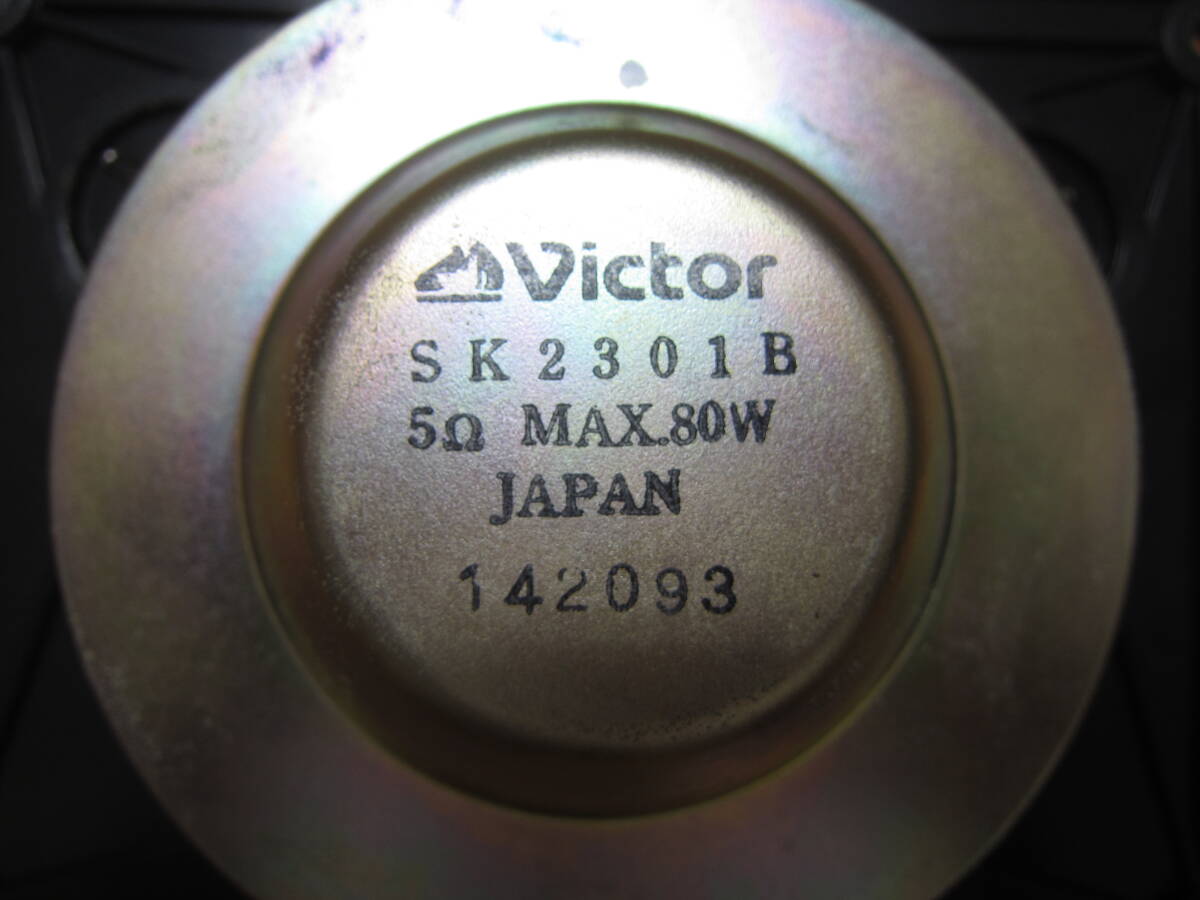 Victor
SK2301B
5Ω MAX.80W
JAPAN
142093